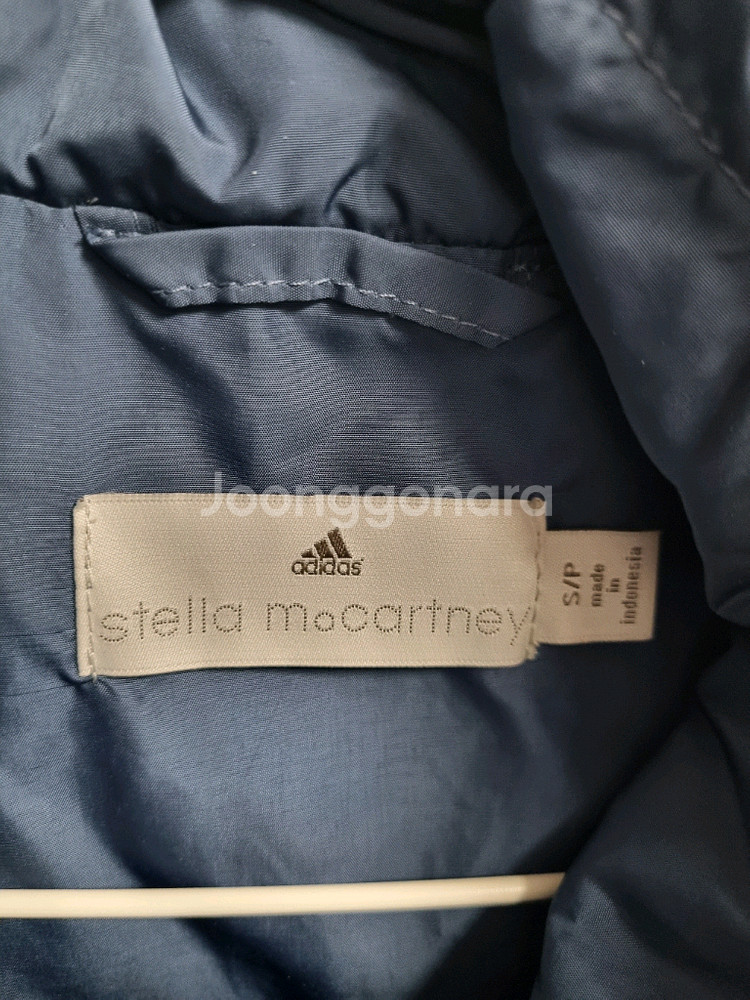 Joonggonara
adidas
stella mccartney
S/P
made
in
indonesia